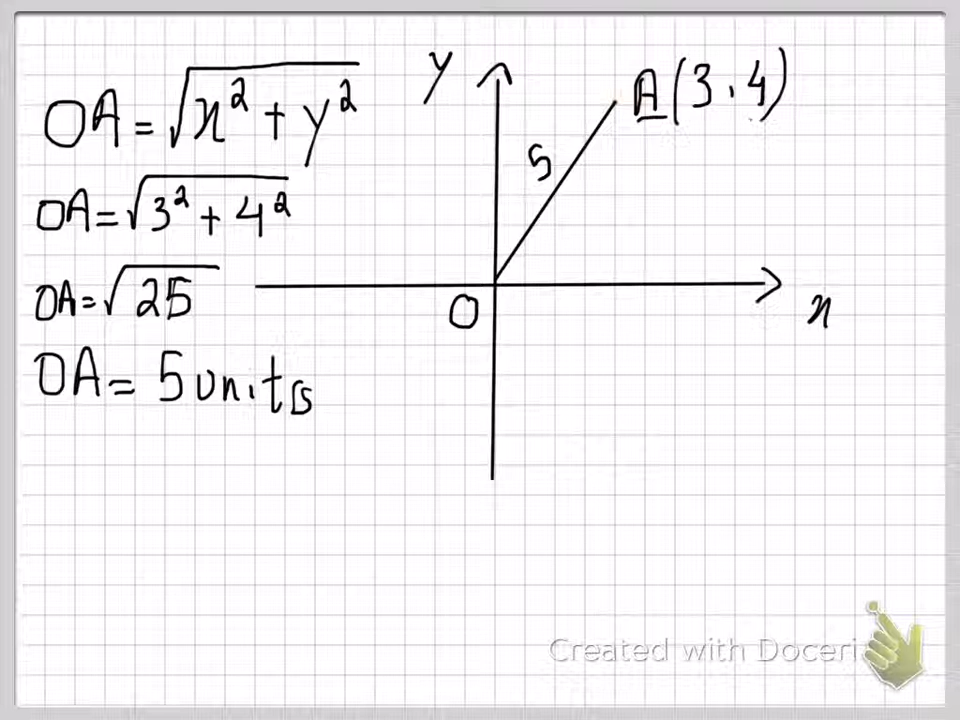 OA = √x² + y²
OA = √3² + 4²
OA = √25
OA = 5 units
y
A(3,4)
5
O
x
Created with Doceri